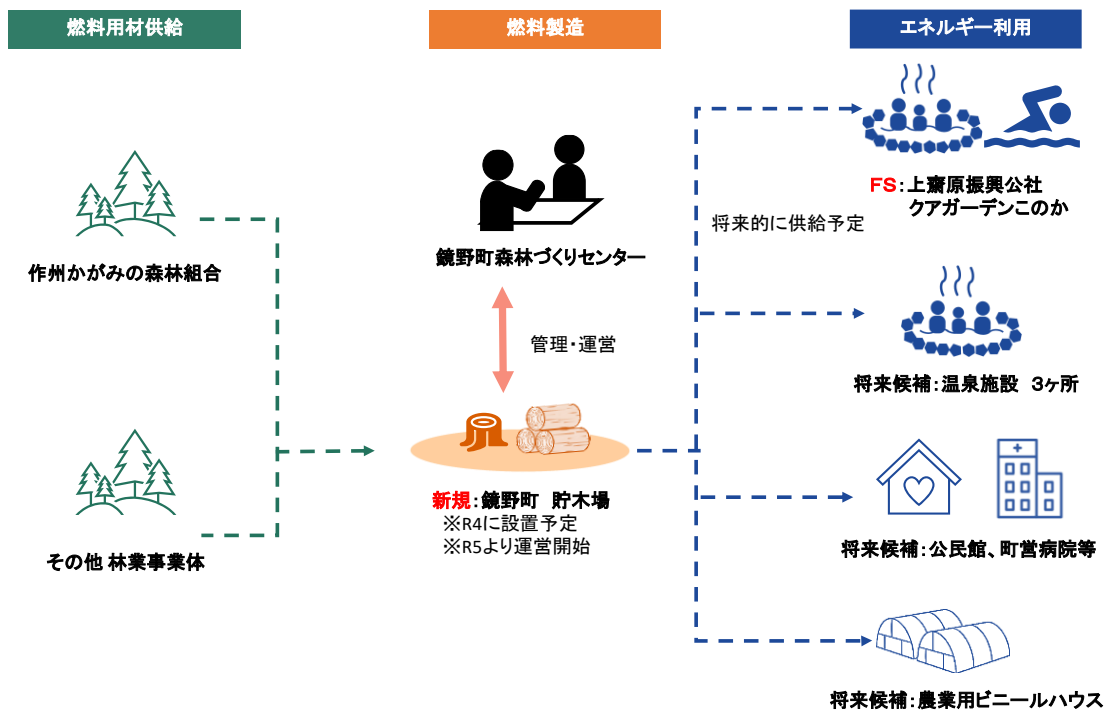 燃料用材供給
燃料製造
エネルギー利用
作州かがみの森林組合
その他 林業事業体
鏡野町森林づくりセンター
管理・運営
新規：鏡野町　貯木場
※R4に設置予定
※R5より運営開始
将来的に供給予定
FS：上齋原振興公社
クアガーデンこのか
将来候補：温泉施設　3ヶ所
将来候補：公民館、町営病院等
将来候補：農業用ビニールハウス